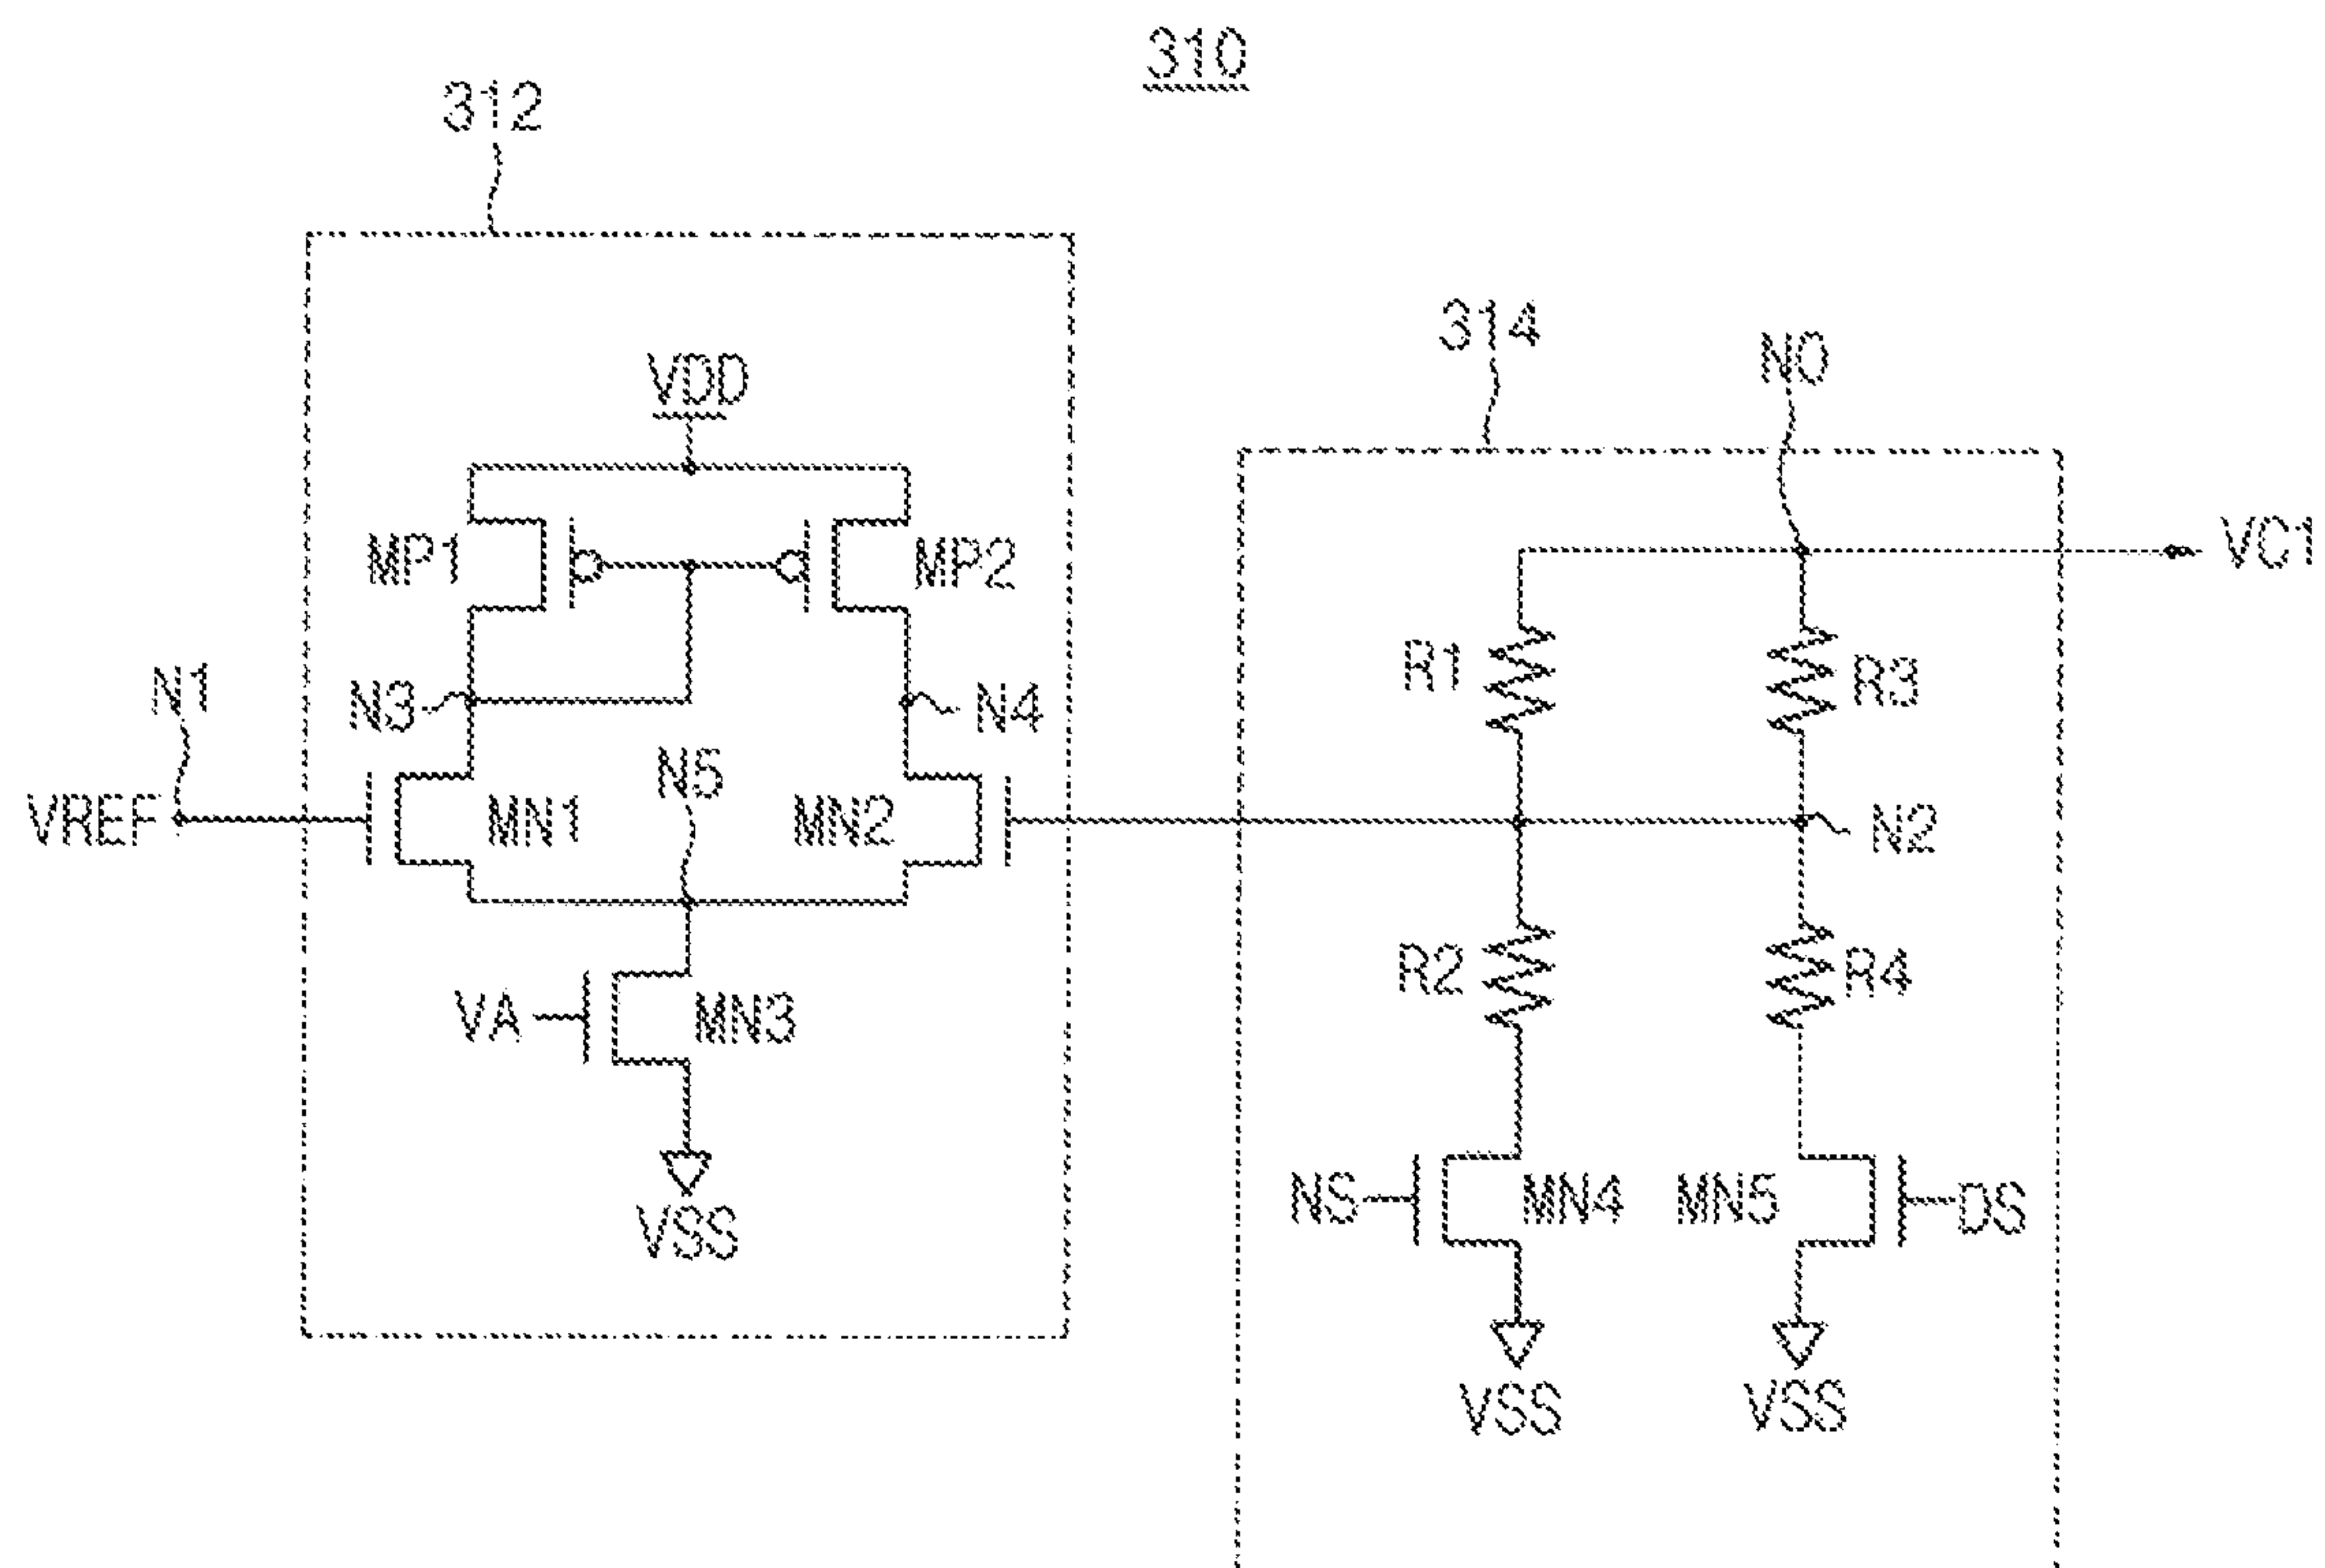 310
312
314
NO
VDD
VC1
MP1
MP2
R1
R3
N1
N3
N4
N5
VREF
MN1
MN2
N2
R2
R4
VA
MN3
NS
MN4
MN5
DS
VSS
VSS
VSS